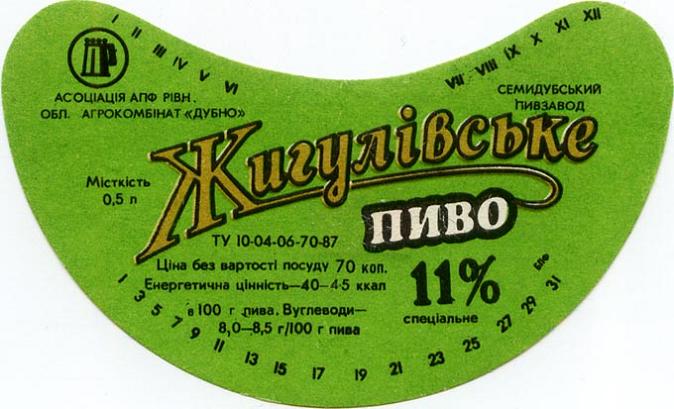 I II III IV V VI
VII VIII IX X XI XII
АСОЦІАЦІЯ АПФ РІВН.
ОБЛ. АГРОКОМБІНАТ «ДУБНО»
СЕМИДУБСЬКИЙ
ПИВЗАВОД
Жигулівське
ПИВО
Місткість
0,5 л
ТУ 10-04-06-70-87
Ціна без вартості посуду 70 коп.
Енергетична цінність—40—45 ккал
в 100 г пива. Вуглеводи—
8,0—8,5 г/100 г пива
11%
спеціальне
1 3 5 7 9 11 13 15 17 19 21 23 25 27 29 31